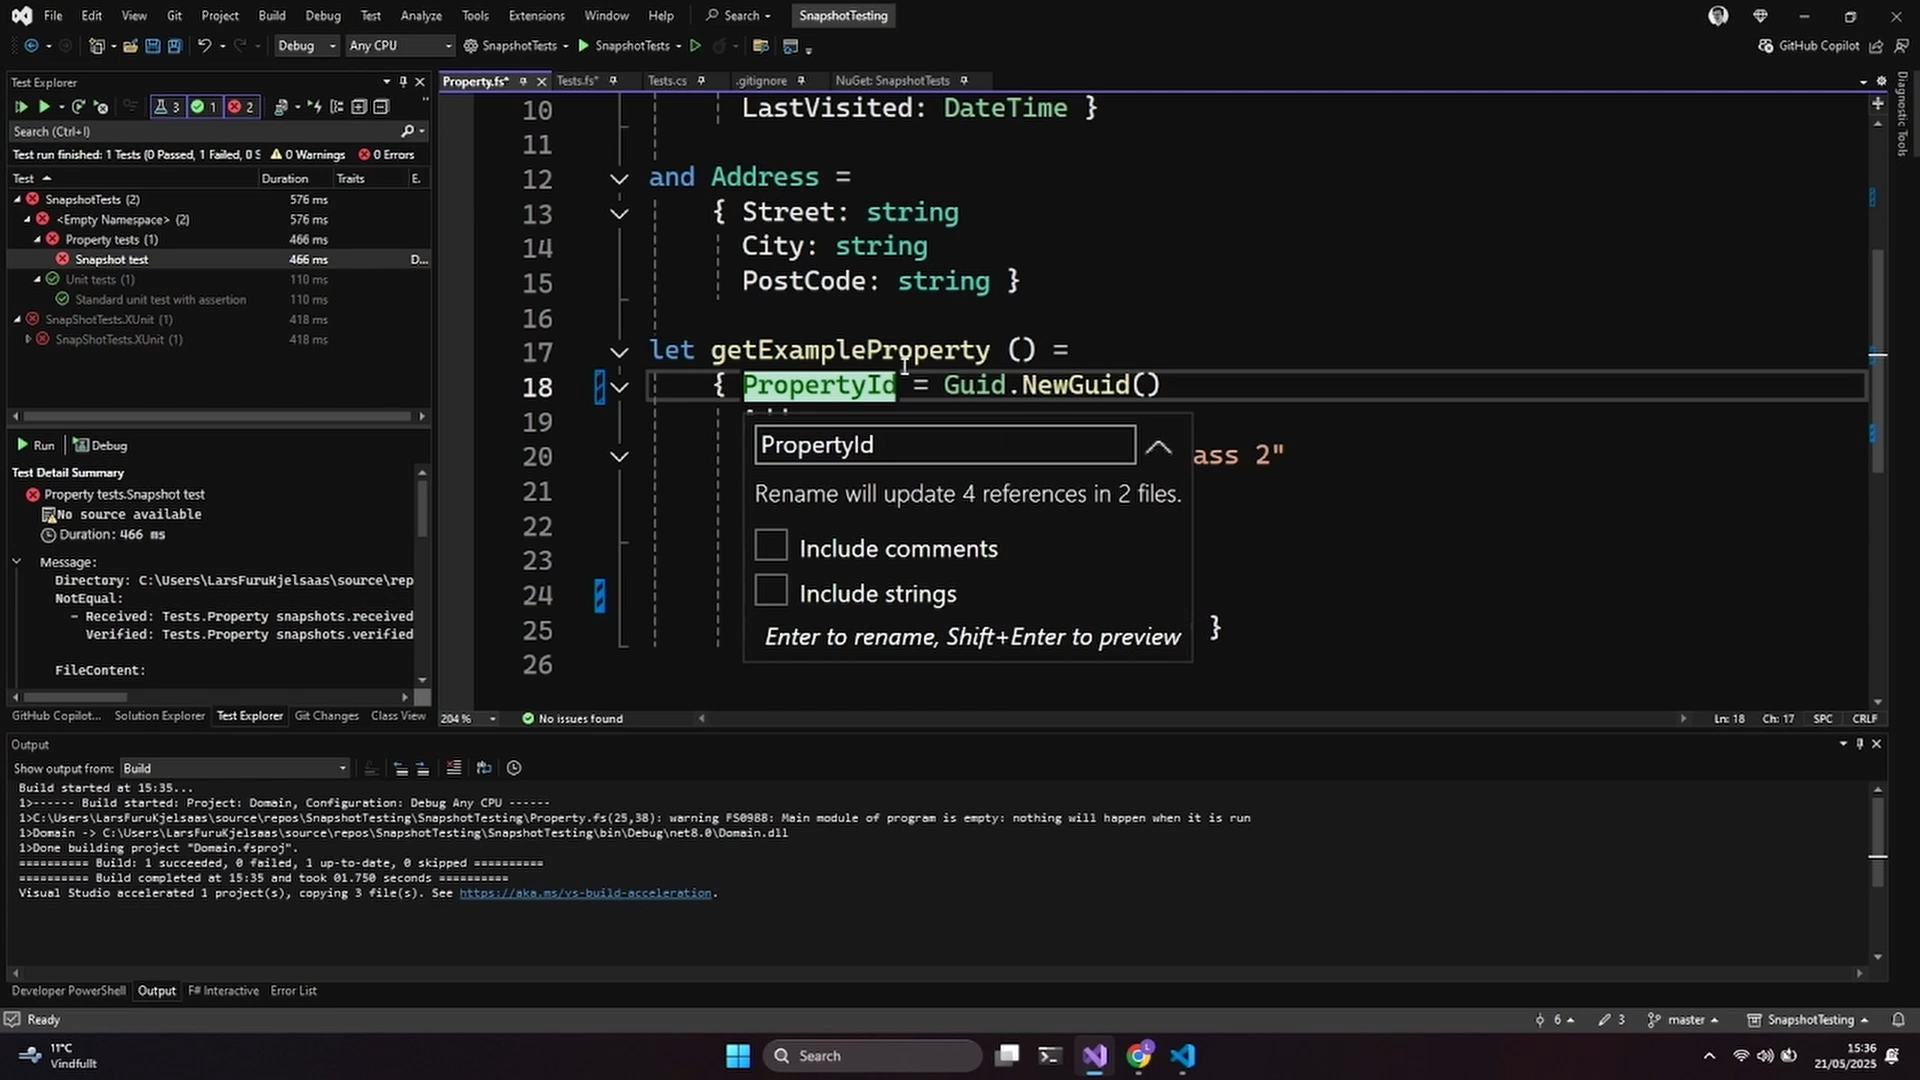 File Edit View Git Project Build Debug Test Analyze Tools Extensions Window Help Search SnapshotTesting
Debug Any CPU SnapshotTests SnapshotTests GitHub Copilot
Test Explorer
3 1 2
Search (Ctrl+I)
Test run finished: 1 Tests (0 Passed, 1 Failed, 0 S 0 Warnings 0 Errors
Test Duration Traits E.
SnapshotTests (2) 576 ms
<Empty Namespace> (2) 576 ms
Property tests (1) 466 ms
Snapshot test 466 ms D...
Unit tests (1) 110 ms
Standard unit test with assertion 110 ms
SnapShotTests.XUnit (1) 418 ms
SnapShotTests.XUnit (1) 418 ms
Run Debug
Test Detail Summary
Property tests.Snapshot test
No source available
Duration: 466 ms
Message:
Directory: C:\Users\LarsFuruKjelsaas\source\rep
NotEqual:
- Received: Tests.Property snapshots.received
Verified: Tests.Property snapshots.verified
FileContent:
GitHub Copilot... Solution Explorer Test Explorer Git Changes Class View
Property.fs* Tests.fs* Tests.cs .gitignore NuGet: SnapshotTests
10 LastVisited: DateTime }
11
12 and Address =
13 { Street: string
14 City: string
15 PostCode: string }
16
17 let getExampleProperty () =
18 { PropertyId = Guid.NewGuid()
19
20 ass 2"
21
22
23
24
25 }
26
PropertyId
Rename will update 4 references in 2 files.
Include comments
Include strings
Enter to rename, Shift+Enter to preview
204 % No issues found Ln: 18 Ch: 17 SPC CRLF
Diagnostic Tools
Output
Show output from: Build
Build started at 15:35...
1>------ Build started: Project: Domain, Configuration: Debug Any CPU ------
1>C:\Users\LarsFuruKjelsaas\source\repos\SnapshotTesting\SnapshotTesting\Property.fs(25,38): warning FS0988: Main module of program is empty: nothing will happen when it is run
1>Domain -> C:\Users\LarsFuruKjelsaas\source\repos\SnapshotTesting\SnapshotTesting\bin\Debug\net8.0\Domain.dll
1>Done building project "Domain.fsproj".
========== Build: 1 succeeded, 0 failed, 1 up-to-date, 0 skipped ==========
========== Build completed at 15:35 and took 01.750 seconds ==========
Visual Studio accelerated 1 project(s), copying 3 file(s). See https://aka.ms/vs-build-acceleration.
Developer PowerShell Output F# Interactive Error List
Ready 6 3 master SnapshotTesting
11°C
Vindfullt
Search
15:36
21/05/2025